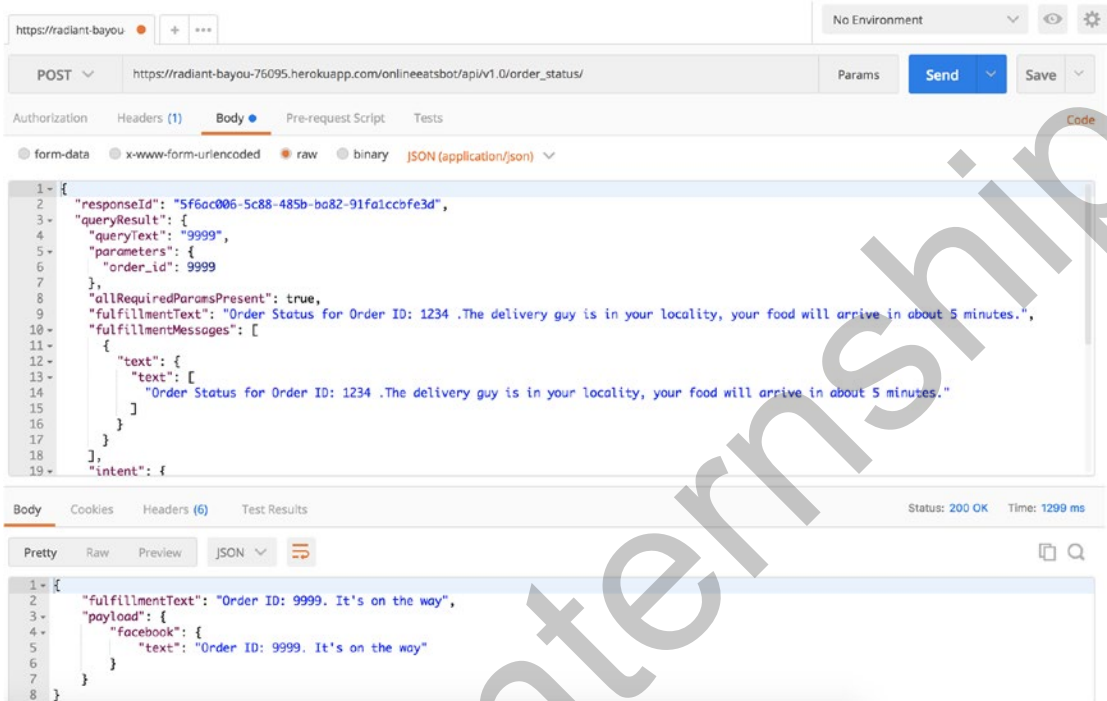 https://radiant-bayou-
No Environment
POST https://radiant-bayou-76095.herokuapp.com/onlineeatsbot/api/v1.0/order_status/ Params Send Save
Authorization Headers (1) Body Pre-request Script Tests Code
form-data x-www-form-urlencoded raw binary JSON (application/json)
1 {
2 "responseId": "5f6ac006-5c88-485b-ba82-91fa1ccbfe3d",
3 "queryResult": {
4 "queryText": "9999",
5 "parameters": {
6 "order_id": 9999
7 },
8 "allRequiredParamsPresent": true,
9 "fulfillmentText": "Order Status for Order ID: 1234 .The delivery guy is in your locality, your food will arrive in about 5 minutes.",
10 "fulfillmentMessages": [
11 {
12 "text": {
13 "text": [
14 "Order Status for Order ID: 1234 .The delivery guy is in your locality, your food will arrive in about 5 minutes."
15 ]
16 }
17 }
18 ],
19 "intent": {
Body Cookies Headers (6) Test Results Status: 200 OK Time: 1299 ms
Pretty Raw Preview JSON
1 {
2 "fulfillmentText": "Order ID: 9999. It's on the way",
3 "payload": {
4 "facebook": {
5 "text": "Order ID: 9999. It's on the way"
6 }
7 }
8 }
nternship